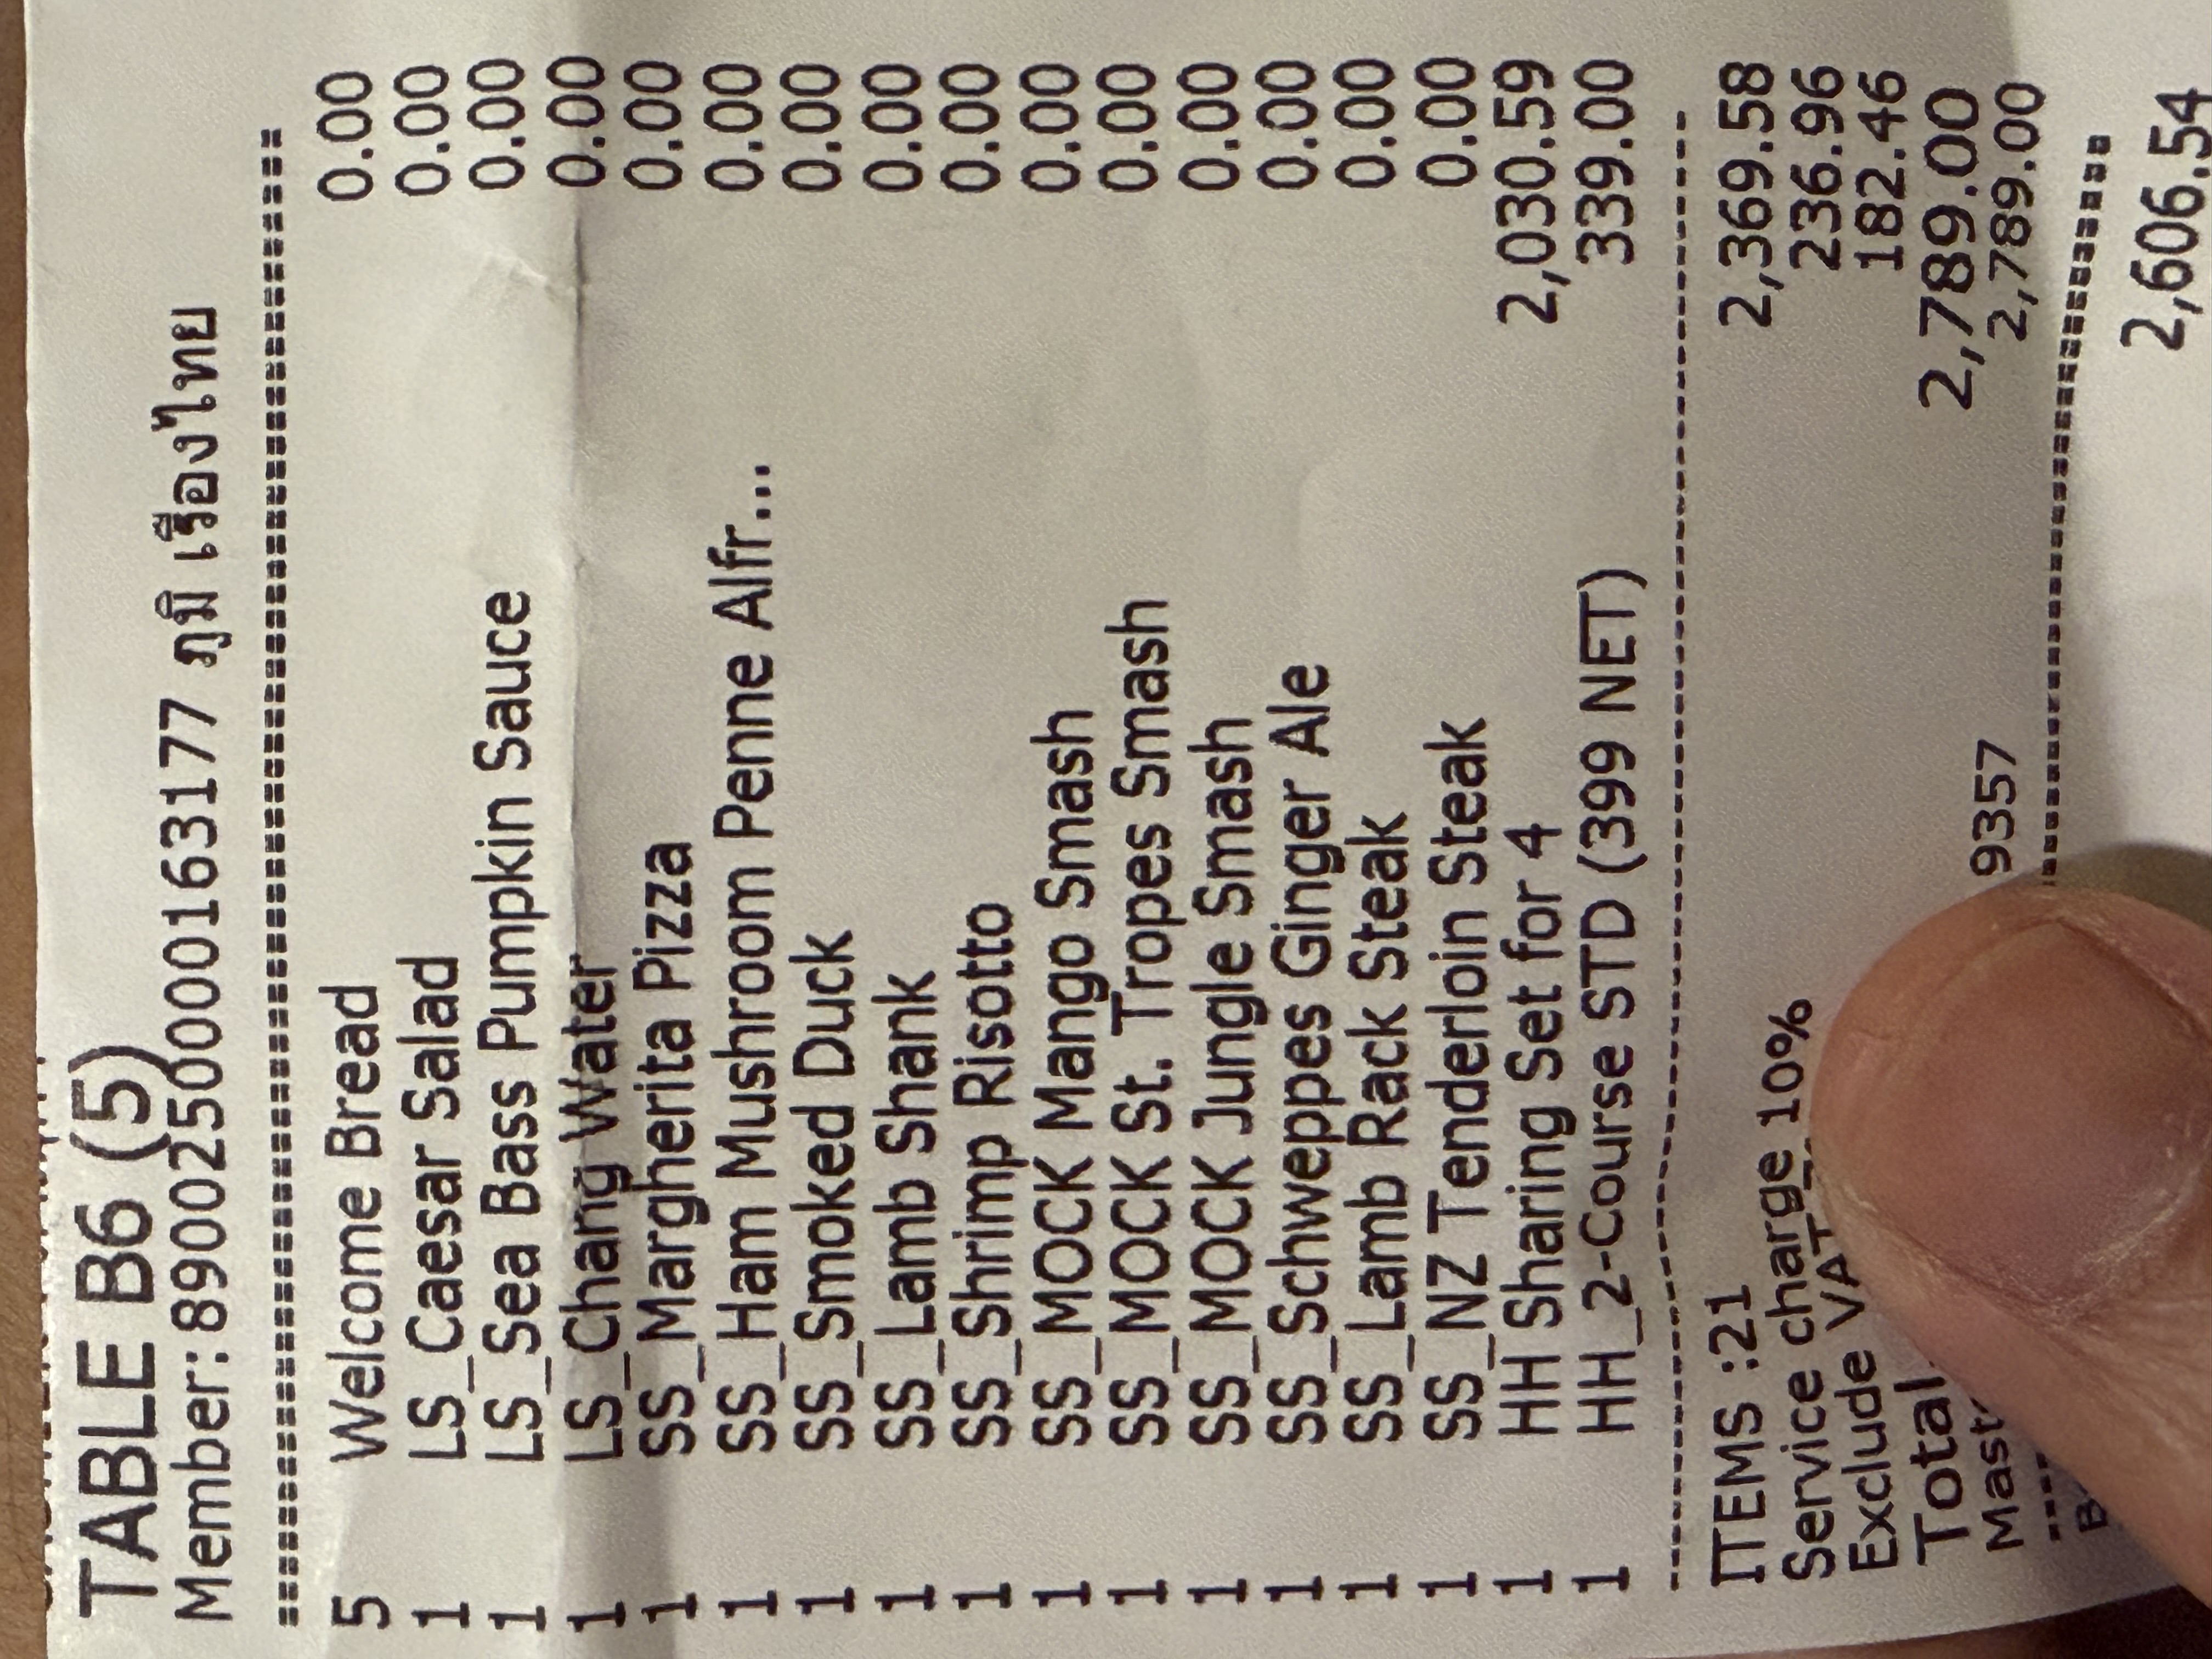 TABLE B6 (5)
Member:8900250000163177 ภูมิ เรืองไทย
5 Welcome Bread 0.00
1 LS_Caesar Salad 0.00
1 LS_Sea Bass Pumpkin Sauce 0.00
1 LS_Chang Water 0.00
1 SS_Margherita Pizza 0.00
1 SS_Ham Mushroom Penne Alfr... 0.00
1 SS_Smoked Duck 0.00
1 SS_Lamb Shank 0.00
1 SS_Shrimp Risotto 0.00
1 SS_MOCK Mango Smash 0.00
1 SS_MOCK St. Tropes Smash 0.00
1 SS_MOCK Jungle Smash 0.00
1 SS_Schweppes Ginger Ale 0.00
1 SS_Lamb Rack Steak 0.00
1 SS_NZ Tenderloin Steak 0.00
1 HH Sharing Set for 4 2,030.59
1 HH_2-Course STD (399 NET) 339.00
ITEMS :21 2,369.58
Service charge 10% 236.96
Exclude VAT 182.46
Total 2,789.00
9357 2,789.00
2,606.54